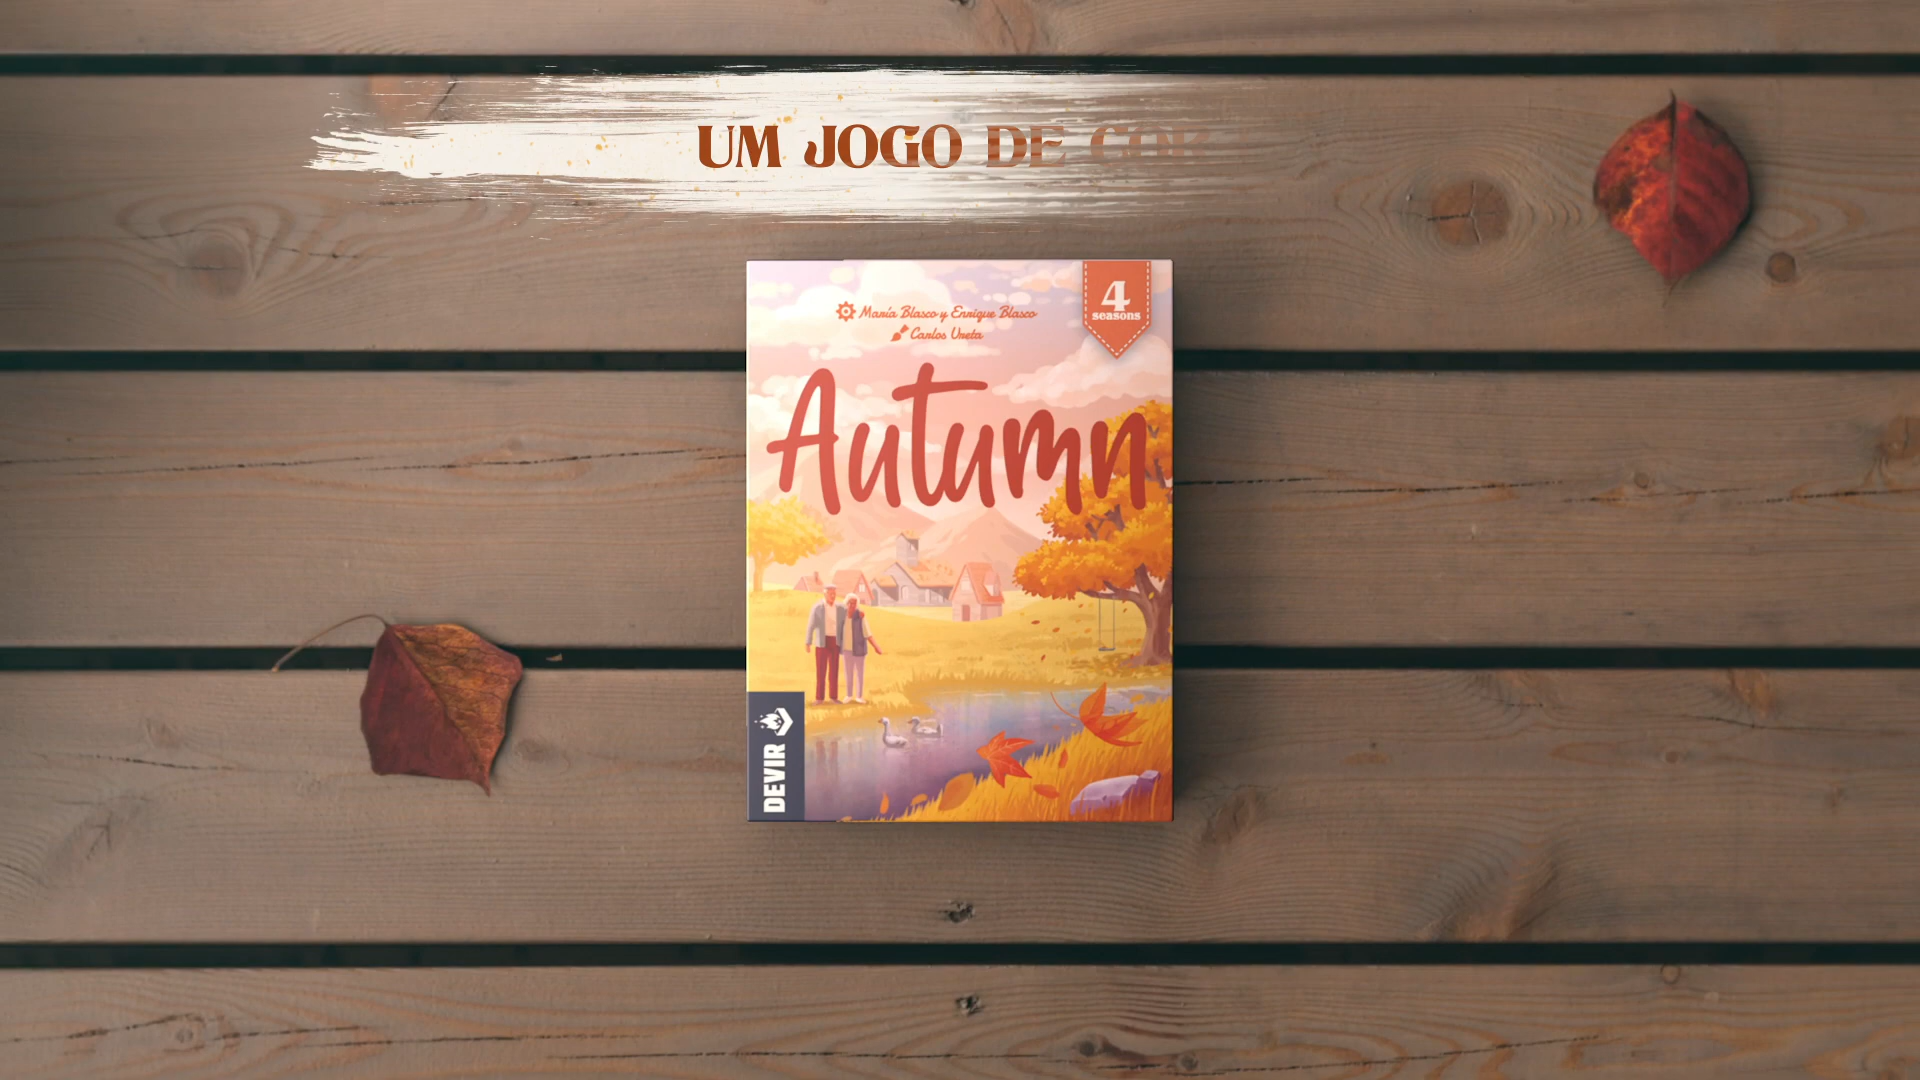 UM JOGO DE
4
seasons
María Blasco y Enrique Blasco
Carlos Ureta
Autumn
DEVIR